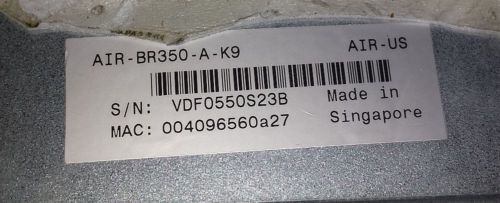 AIR-BR350-A-K9 AIR-US
S/N: VDF0550S23B Made in
MAC: 004096560a27 Singapore